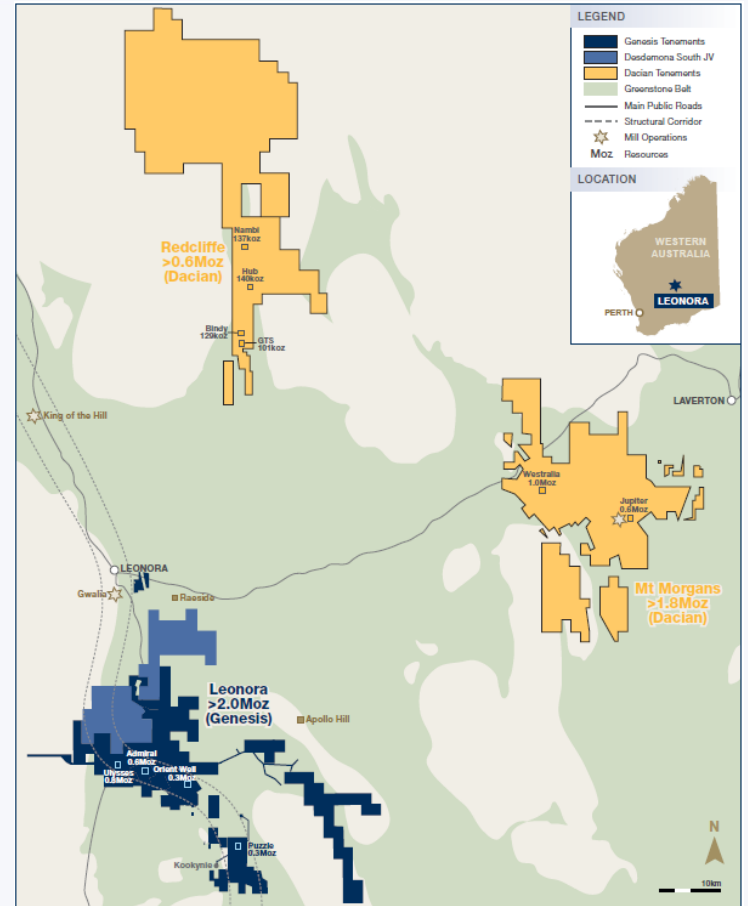 LEGEND
Genesis Tenements
Desdemona South JV
Dacian Tenements
Greenstone Belt
Main Public Roads
Structural Corridor
Mill Operations
Moz Resources
LOCATION
WESTERN
AUSTRALIA
LEONORA
PERTH
Nambi
137koz
Redcliffe
>0.6Moz
(Dacian)
Hub
140koz
Bindy
129koz
GTS
101koz
LAVERTON
King of the Hill
Westralia
1.0Moz
Jupiter
0.6Moz
LEONORA
Gwalia
Raeside
Mt Morgans
>1.8Moz
(Dacian)
Leonora
>2.0Moz
(Genesis)
Apollo Hill
Admiral
0.6Moz
Ulysses
Orient Well
0.3Moz
Puzzle
0.3Moz
Kookynie
N
10km